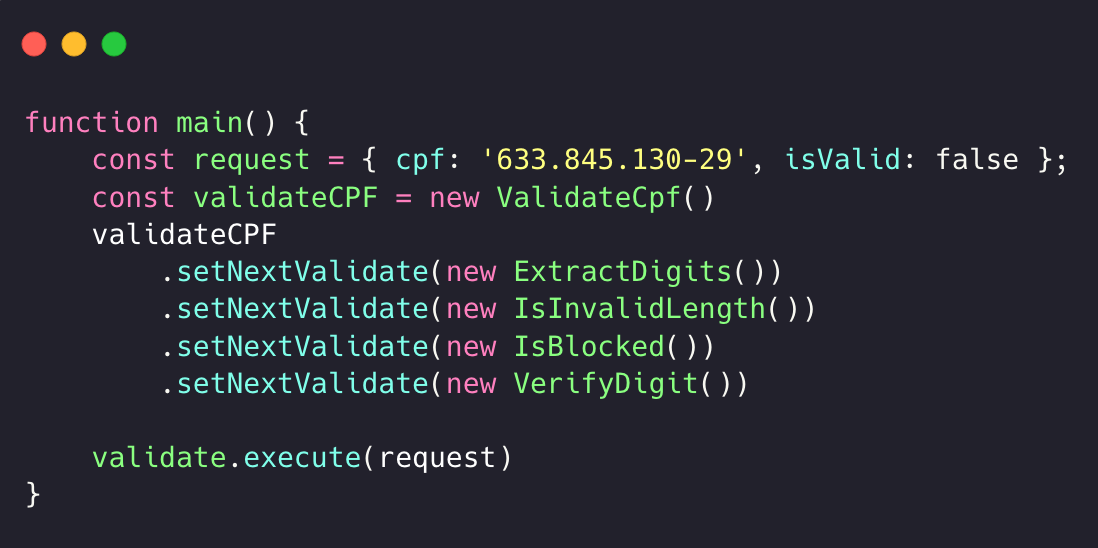 function main() {
    const request = { cpf: '633.845.130-29', isValid: false };
    const validateCPF = new ValidateCpf()
    validateCPF
        .setNextValidate(new ExtractDigits())
        .setNextValidate(new IsInvalidLength())
        .setNextValidate(new IsBlocked())
        .setNextValidate(new VerifyDigit())

    validate.execute(request)
}